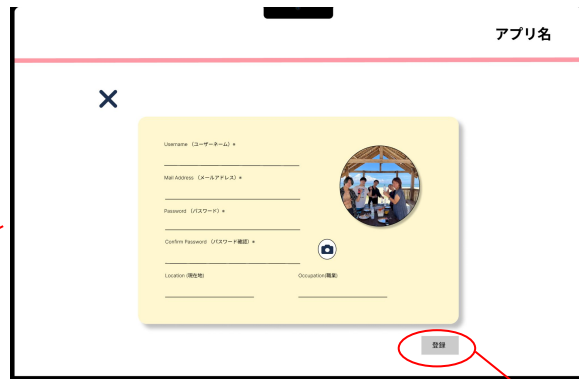 アプリ名
Username （ユーザーネーム）*
Mail Address （メールアドレス）*
Password （パスワード）*
Confirm Password （パスワード確認）*
Location (現在地)
Occupation(職業)
登録